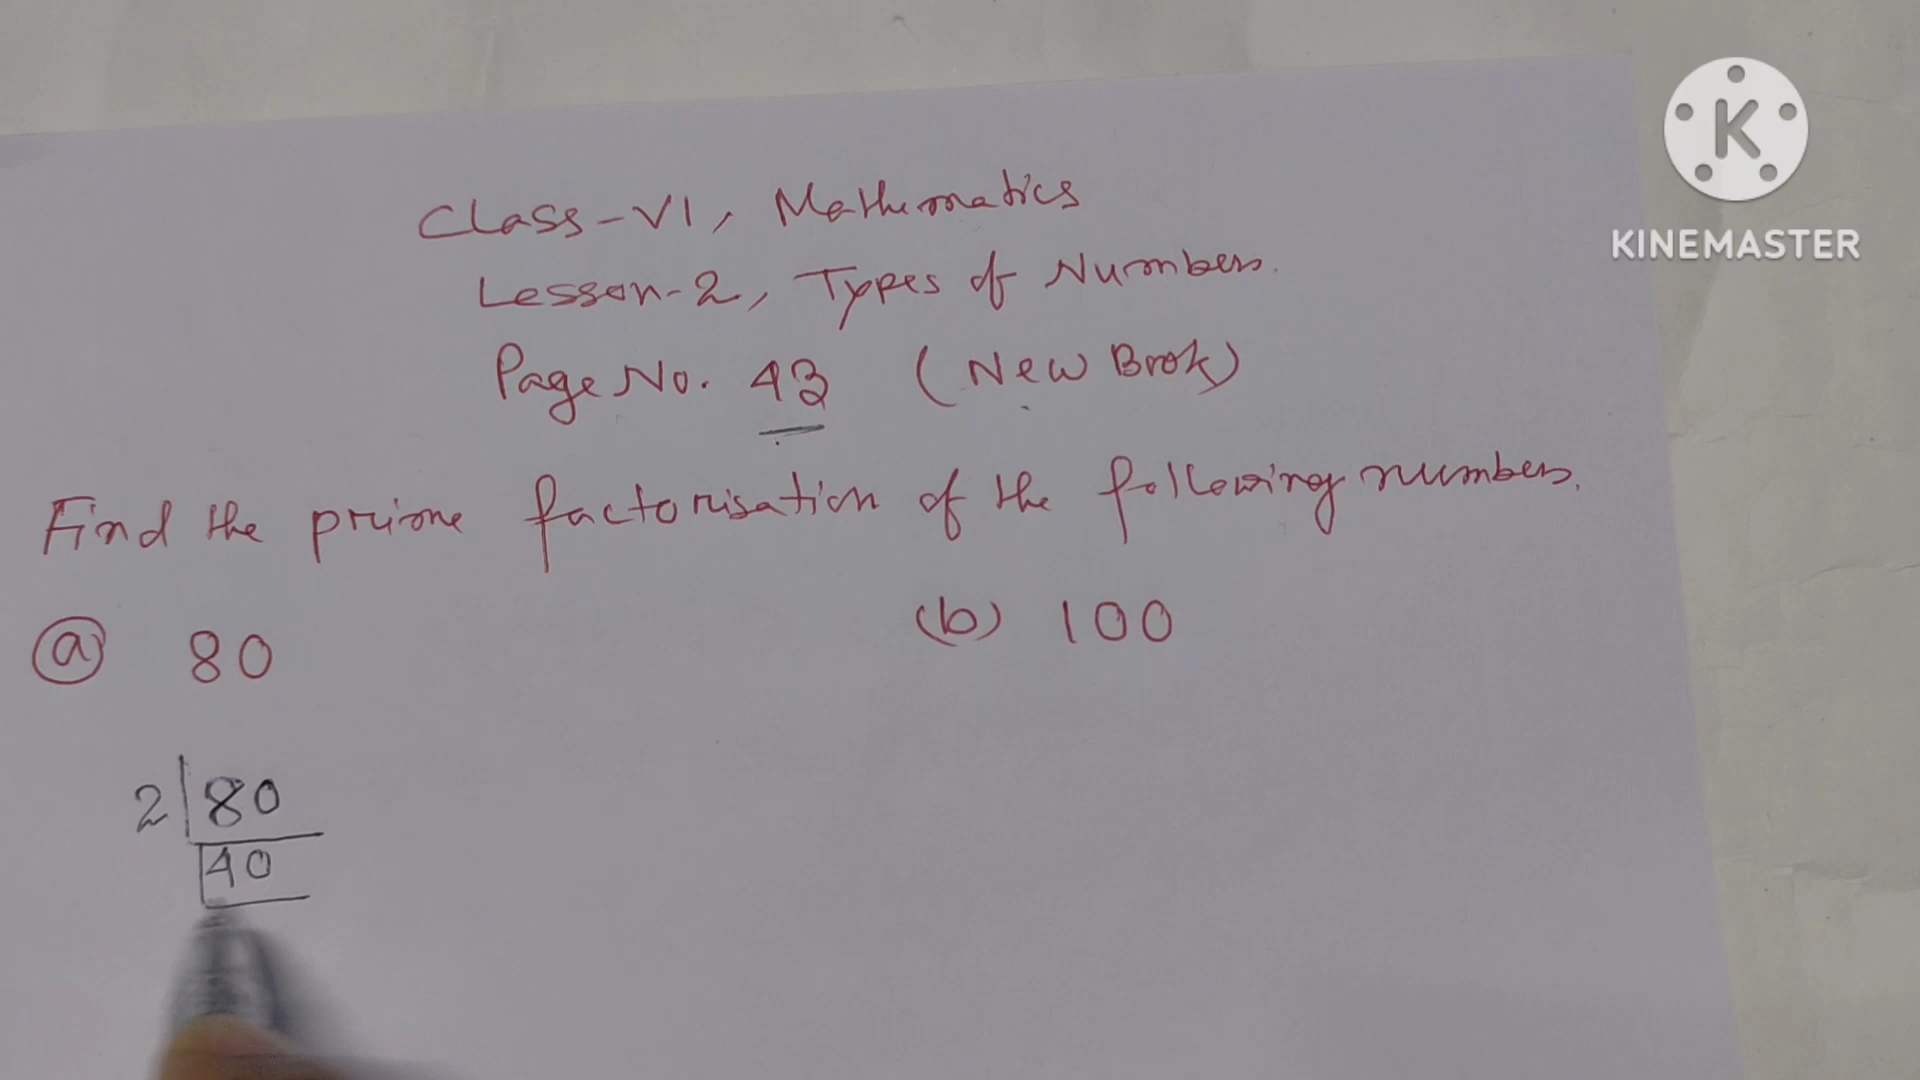 KINEMASTER
Class-VI, Mathematics
Lesson-2, Types of Numbers.
Page No. 43 (New Book)
Find the prime factorisation of the following numbers.
(a) 80 (b) 100
2 80
40